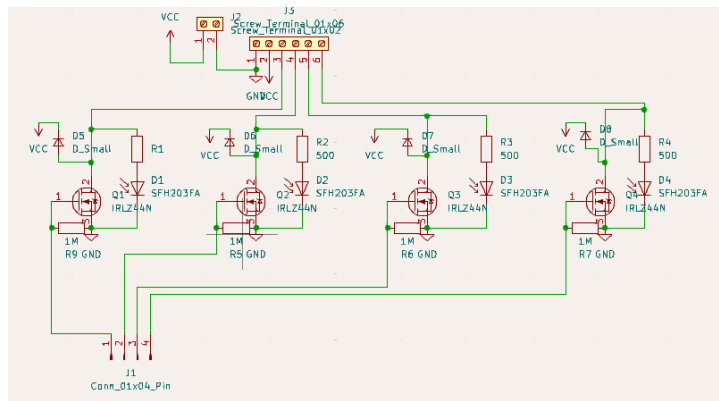 VCC
J2
J3
Screw_Terminal_01x06
Screw_Terminal_01x02
1
2
1
2
3
4
5
6
GND
VCC
VCC
D5
D_Small
R1
VCC
D6
D_Small
R2
500
VCC
D7
D_Small
R3
500
VCC
D8
D_Small
R4
500
1
2
3
Q1
IRLZ44N
D1
SFH203FA
1
2
3
Q2
IRLZ44N
D2
SFH203FA
1
2
3
Q3
IRLZ44N
D3
SFH203FA
1
2
3
Q4
IRLZ44N
D4
SFH203FA
1M
R9 GND
1M
R5 GND
1M
R6 GND
1M
R7 GND
1
2
3
4
J1
Conn_01x04_Pin